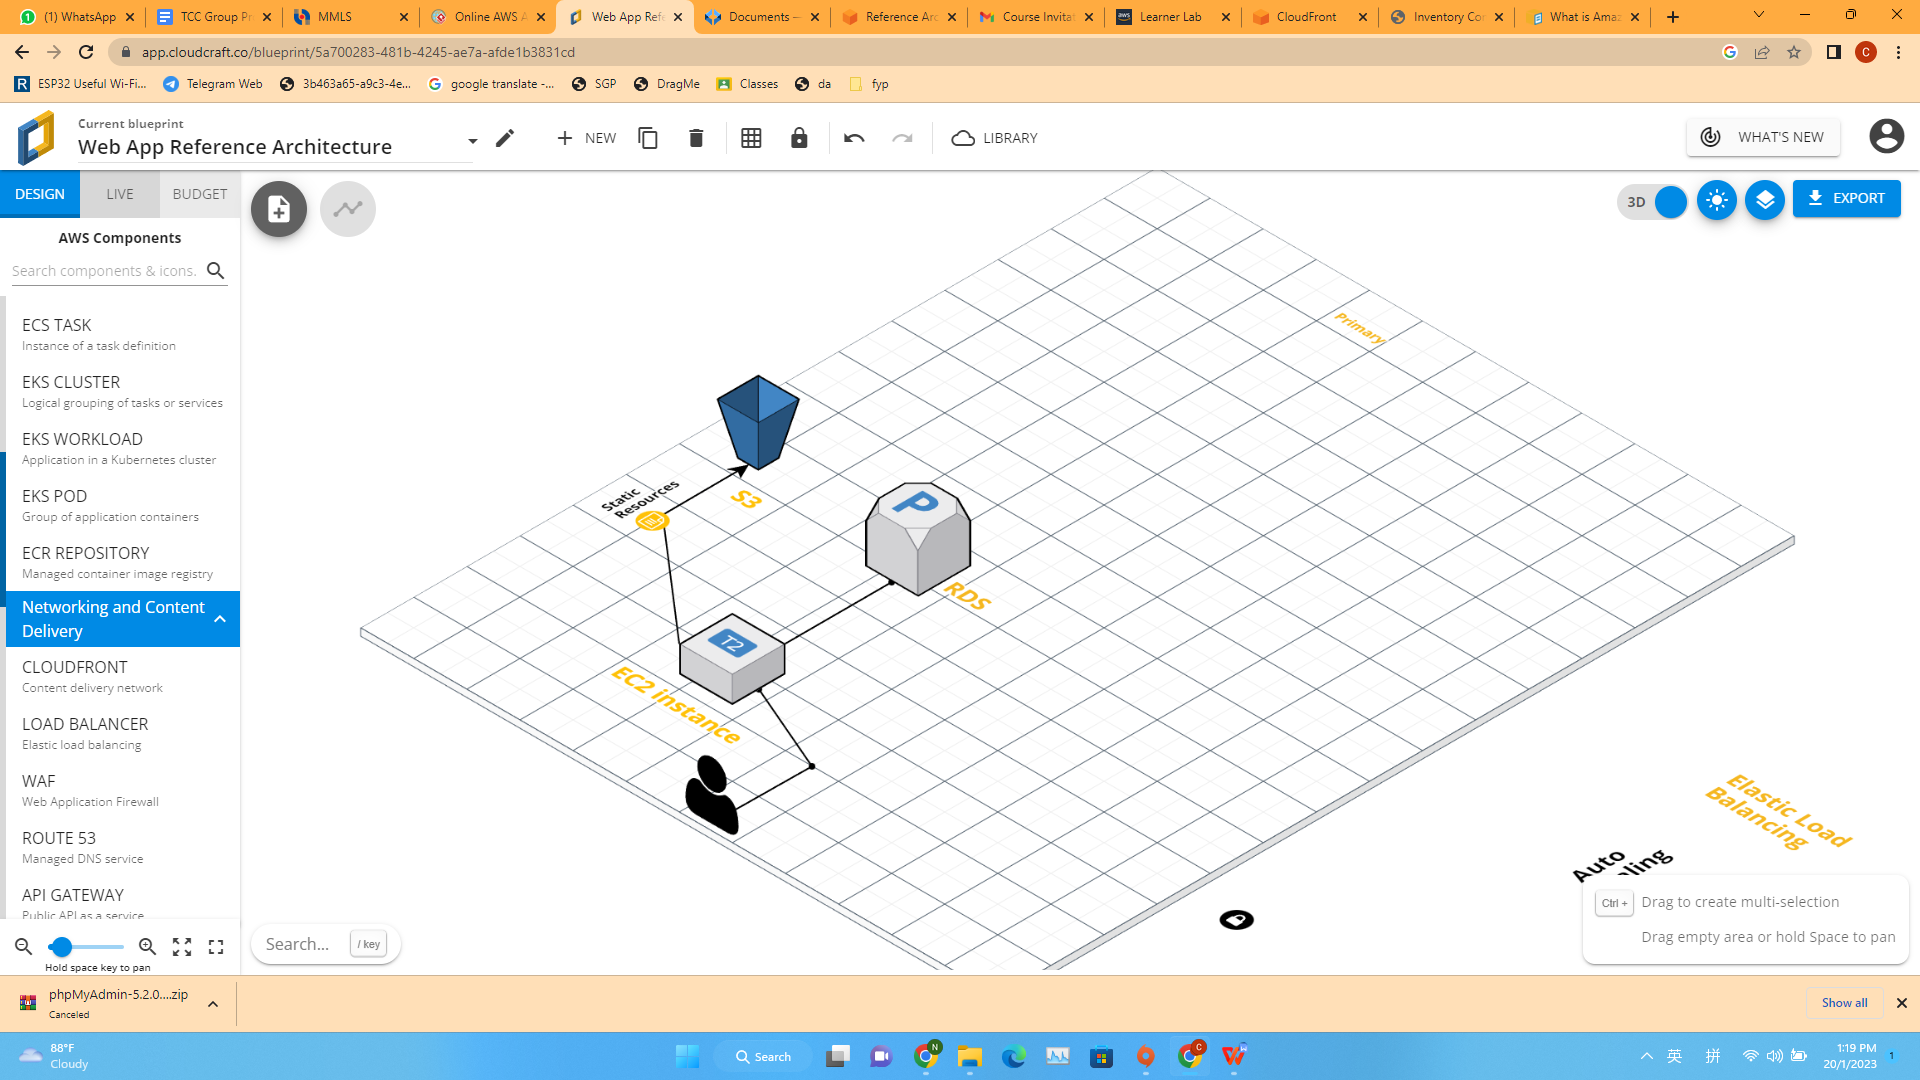 (1) WhatsApp
TCC Group Pr
MMLS
Online AWS A
Web App Refe
Documents —
Reference Arc
Course Invitat
Learner Lab
CloudFront
Inventory Cor
What is Amaz
app.cloudcraft.co/blueprint/5a700283-481b-4245-ae7a-afde1b3831cd
C
ESP32 Useful Wi-Fi...
Telegram Web
3b463a65-a9c3-4e...
google translate -...
SGP
DragMe
Classes
da
fyp
Current blueprint
Web App Reference Architecture
NEW
LIBRARY
WHAT'S NEW
DESIGN
LIVE
BUDGET
3D
EXPORT
AWS Components
Search components & icons.
ECS TASK
Instance of a task definition
EKS CLUSTER
Logical grouping of tasks or services
EKS WORKLOAD
Application in a Kubernetes cluster
EKS POD
Group of application containers
ECR REPOSITORY
Managed container image registry
Networking and Content
Delivery
CLOUDFRONT
Content delivery network
LOAD BALANCER
Elastic load balancing
WAF
Web Application Firewall
ROUTE 53
Managed DNS service
API GATEWAY
Public API as a service
Hold space key to pan
Primary
Static
Resources
S3
P
RDS
T2
EC2 instance
Elastic Load
Balancing
Auto
ling
Search...
/ key
Ctrl +
Drag to create multi-selection
Drag empty area or hold Space to pan
phpMyAdmin-5.2.0....zip
Canceled
Show all
88°F
Cloudy
Search
N
C
英
拼
1:19 PM
20/1/2023
1